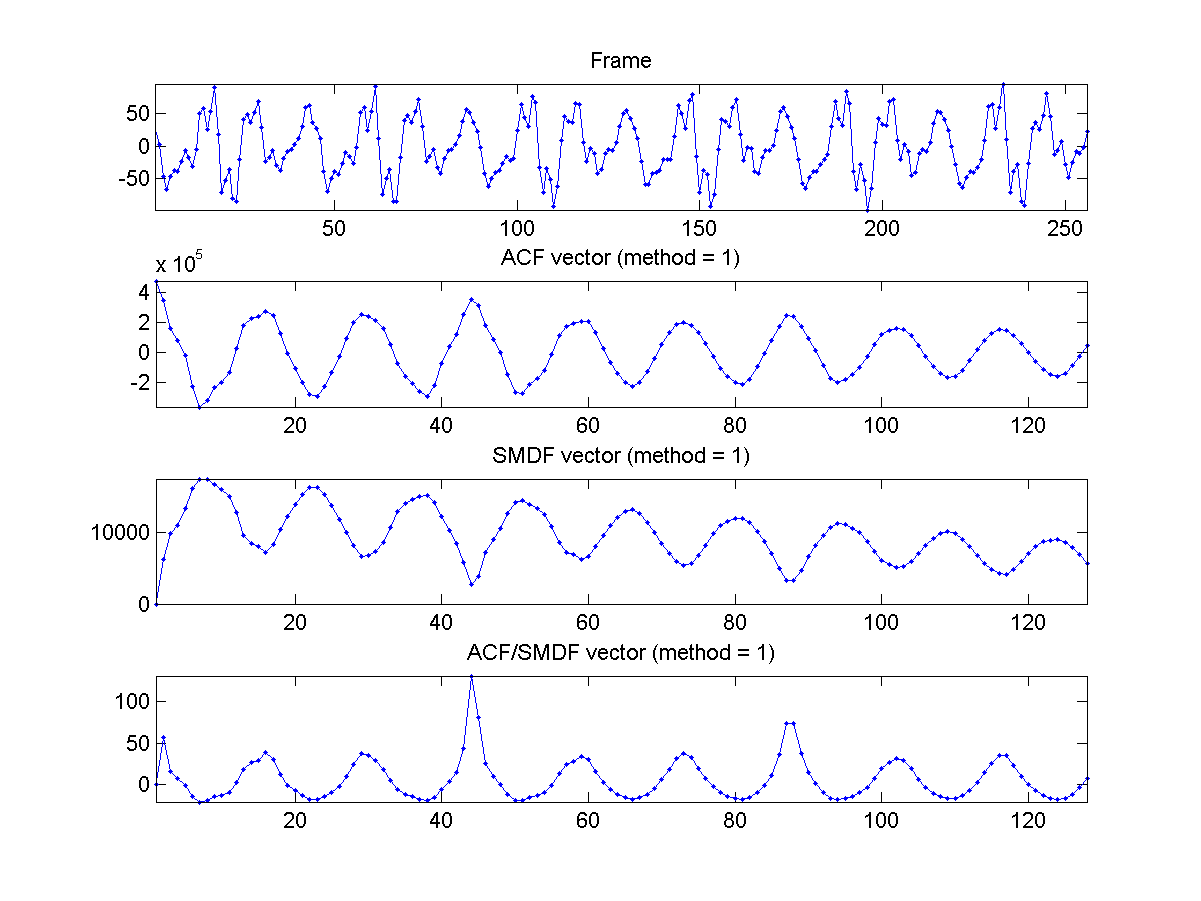 Frame
50
0
-50
50 100 150 200 250
x 10^5
ACF vector (method = 1)
4
2
0
-2
20 40 60 80 100 120
SMDF vector (method = 1)
10000
0
20 40 60 80 100 120
ACF/SMDF vector (method = 1)
100
50
0
20 40 60 80 100 120